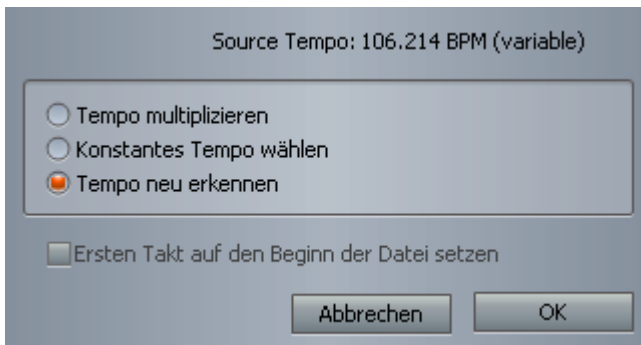 Source Tempo: 106.214 BPM (variable)
Tempo multiplizieren
Konstantes Tempo wählen
Tempo neu erkennen
Ersten Takt auf den Beginn der Datei setzen
Abbrechen OK